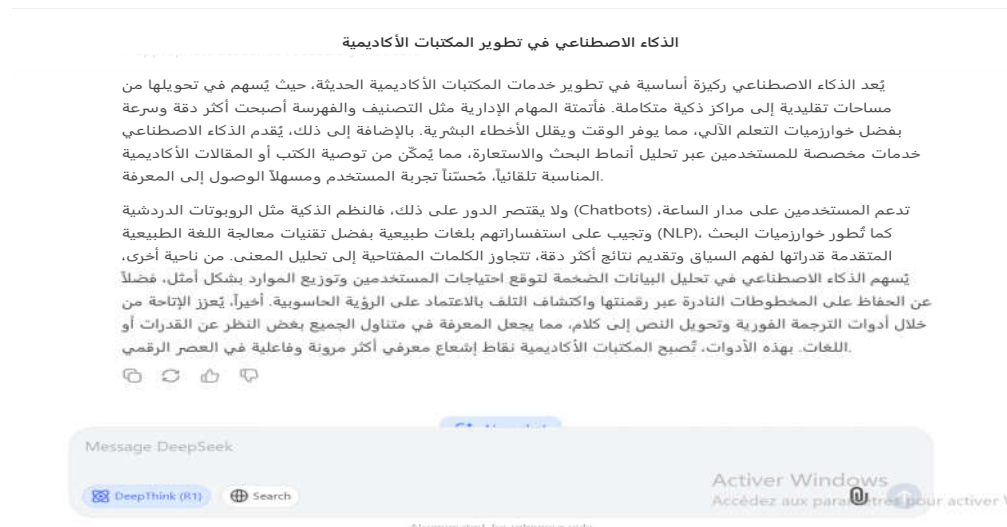 الذكاء الاصطناعي في تطوير المكتبات الأكاديمية
يُعد الذكاء الاصطناعي ركيزة أساسية في تطوير خدمات المكتبات الأكاديمية الحديثة، حيث يُسهم في تحويلها من
مساحات تقليدية إلى مراكز ذكية متكاملة. فأتمتة المهام الإدارية مثل التصنيف والفهرسة أصبحت أكثر دقة وسرعة
بفضل خوارزميات التعلم الآلي، مما يوفر الوقت ويقلل الأخطاء البشرية. بالإضافة إلى ذلك، يُقدم الذكاء الاصطناعي
خدمات مخصصة للمستخدمين عبر تحليل أنماط البحث والاستعارة، مما يُمكّن من توصية الكتب أو المقالات الأكاديمية
.المناسبة تلقائياً، مُحسّناً تجربة المستخدم ومسهلاً الوصول إلى المعرفة
تدعم المستخدمين على مدار الساعة، (Chatbots) ولا يقتصر الدور على ذلك، فالنظم الذكية مثل الروبوتات الدردشية
كما تُطور خوارزميات البحث ،(NLP) وتجيب على استفساراتهم بلغات طبيعية بفضل تقنيات معالجة اللغة الطبيعية
المتقدمة قدراتها لفهم السياق وتقديم نتائج أكثر دقة، تتجاوز الكلمات المفتاحية إلى تحليل المعنى. من ناحية أخرى،
يُسهم الذكاء الاصطناعي في تحليل البيانات الضخمة لتوقع احتياجات المستخدمين وتوزيع الموارد بشكل أمثل، فضلاً
عن الحفاظ على المخطوطات النادرة عبر رقمنتها واكتشاف التلف بالاعتماد على الرؤية الحاسوبية. أخيراً، يُعزز الإتاحة من
خلال أدوات الترجمة الفورية وتحويل النص إلى كلام، مما يجعل المعرفة في متناول الجميع بغض النظر عن القدرات أو
.اللغات. بهذه الأدوات، تُصبح المكتبات الأكاديمية نقاط إشعاع معرفي أكثر مرونة وفاعلية في العصر الرقمي
Message DeepSeek
DeepThink (R1) Search
Activer Windows
Accédez aux paramètres pour activer